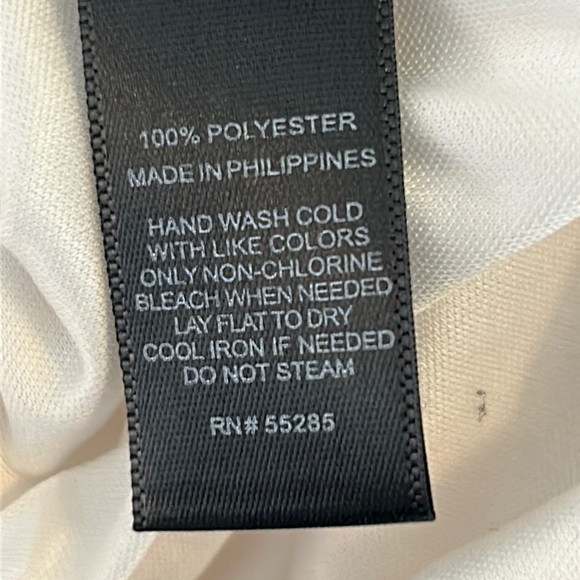 100% POLYESTER
MADE IN PHILIPPINES
HAND WASH COLD
WITH LIKE COLORS
ONLY NON-CHLORINE
BLEACH WHEN NEEDED
LAY FLAT TO DRY
COOL IRON IF NEEDED
DO NOT STEAM
RN# 55285